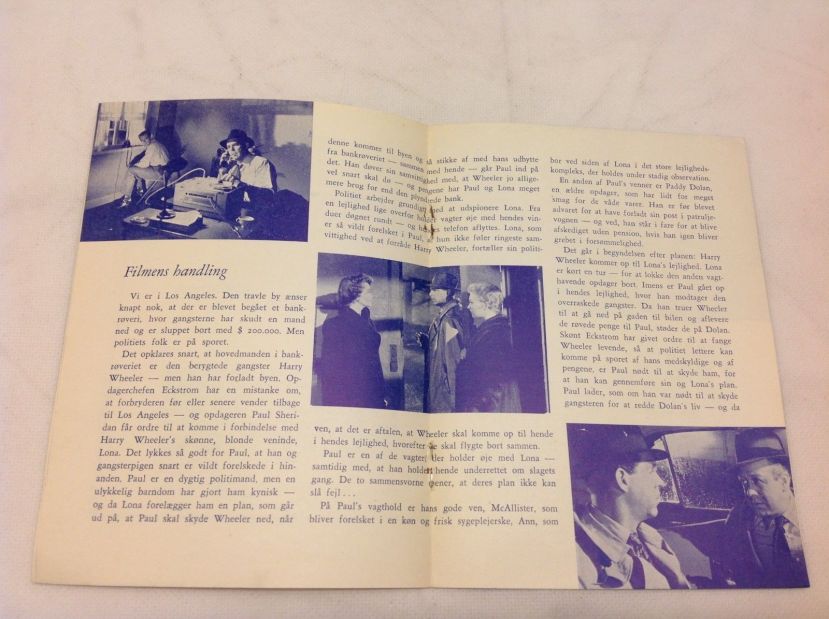 Filmens handling
Vi er i Los Angeles. Den travle by ænser
knapt nok, at der er blevet begået et bank-
røveri, hvor gangsterne har skudt en mand
ned og er sluppet bort med $ 200.000. Men
politiets folk er på sporet.
Det opklares snart, at hovedmanden i bank-
røveriet er den berygtede gangster Harry
Wheeler — men han har forladt byen. Op-
dagerchefen Eckstrom har en mistanke om,
at forbryderen før eller senere vender tilbage
til Los Angeles — og opdageren Paul Sheri-
dan får ordre til at komme i forbindelse med
Harry Wheeler's skønne, blonde veninde,
Lona. Det lykkes så godt for Paul, at han og
gangsterpigen snart er vildt forelskede i hin-
anden. Paul er en dygtig politimand, men en
ulykkelig barndom har gjort ham kynisk —
og da Lona forelægger ham en plan, som går
ud på, at Paul skal skyde Wheeler ned, når
denne kommer til byen og så stikke af med hans udbytte
fra bankrøveriet — sammen med hende — går Paul ind på
det. Han døver sin samvittighed med, at Wheeler jo allige-
vel snart skal dø — og pengene har Paul og Lona meget
mere brug for end den plyndrede bank.
Politiet arbejder grundigt med at udspionere Lona. Fra
en lejlighed lige overfor holder vagter øje med hendes vin-
duer døgnet rundt — og hendes telefon aflyttes. Lona, som
er så vildt forelsket i Paul, at hun ikke føler ringeste sam-
vittighed ved at forråde Harry Wheeler, fortæller sin politi-
ven, at det er aftalen, at Wheeler skal komme op til hende
i hendes lejlighed, hvorefter de skal flygte bort sammen.
Paul er en af de vagter, der holder øje med Lona —
samtidig med, at han holder hende underrettet om slagets
gang. De to sammensvorne mener, at deres plan ikke kan
slå fejl . . .
På Paul's vagthold er hans gode ven, McAllister, som
bliver forelsket i en køn og frisk sygeplejerske, Ann, som
bor ved siden af Lona i det store lejligheds-
kompleks, der holdes under stadig observation.
En anden af Paul's venner er Paddy Dolan,
en ældre opdager, som har lidt for meget
smag for de våde varer. Han er før blevet
advaret for at have forladt sin post i patrulje-
vognen — og ved, han står i fare for at blive
afskediget uden pension, hvis han igen bliver
grebet i forsømmelighed.
Det går i begyndelsen efter planen: Harry
Wheeler kommer op til Lona's lejlighed. Lona
er kort en tur — for at lokke den anden vagt-
havende opdager bort. Imens er Paul gået op
i hendes lejlighed, hvor han modtager den
overraskede gangster. Da han truer Wheeler
til at gå ned på gaden til bilen og aflevere
de røvede penge til Paul, støder de på Dolan.
Skønt Eckstrom har givet ordre til at fange
Wheeler levende, så at politiet lettere kan
komme på sporet af hans medskyldige og af
pengene, er Paul nødt til at skyde ham, for
at han kan gennemføre sin og Lona's plan.
Paul lader, som om han var nødt til at skyde
gangsteren for at redde Dolan's liv — og da